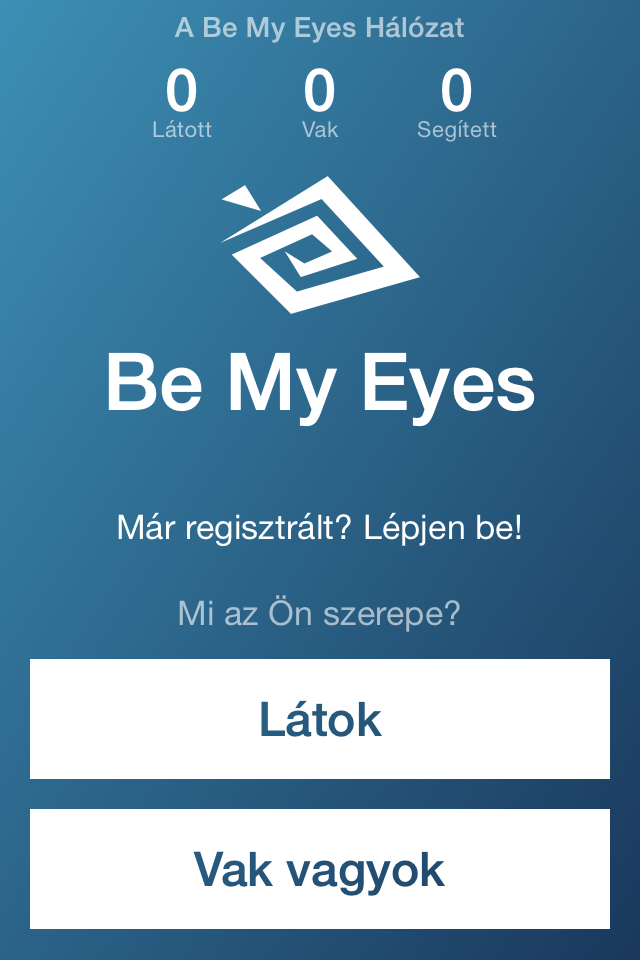 A Be My Eyes Hálózat
0 0 0
Látott Vak Segített
Be My Eyes
Már regisztrált? Lépjen be!
Mi az Ön szerepe?
Látok
Vak vagyok